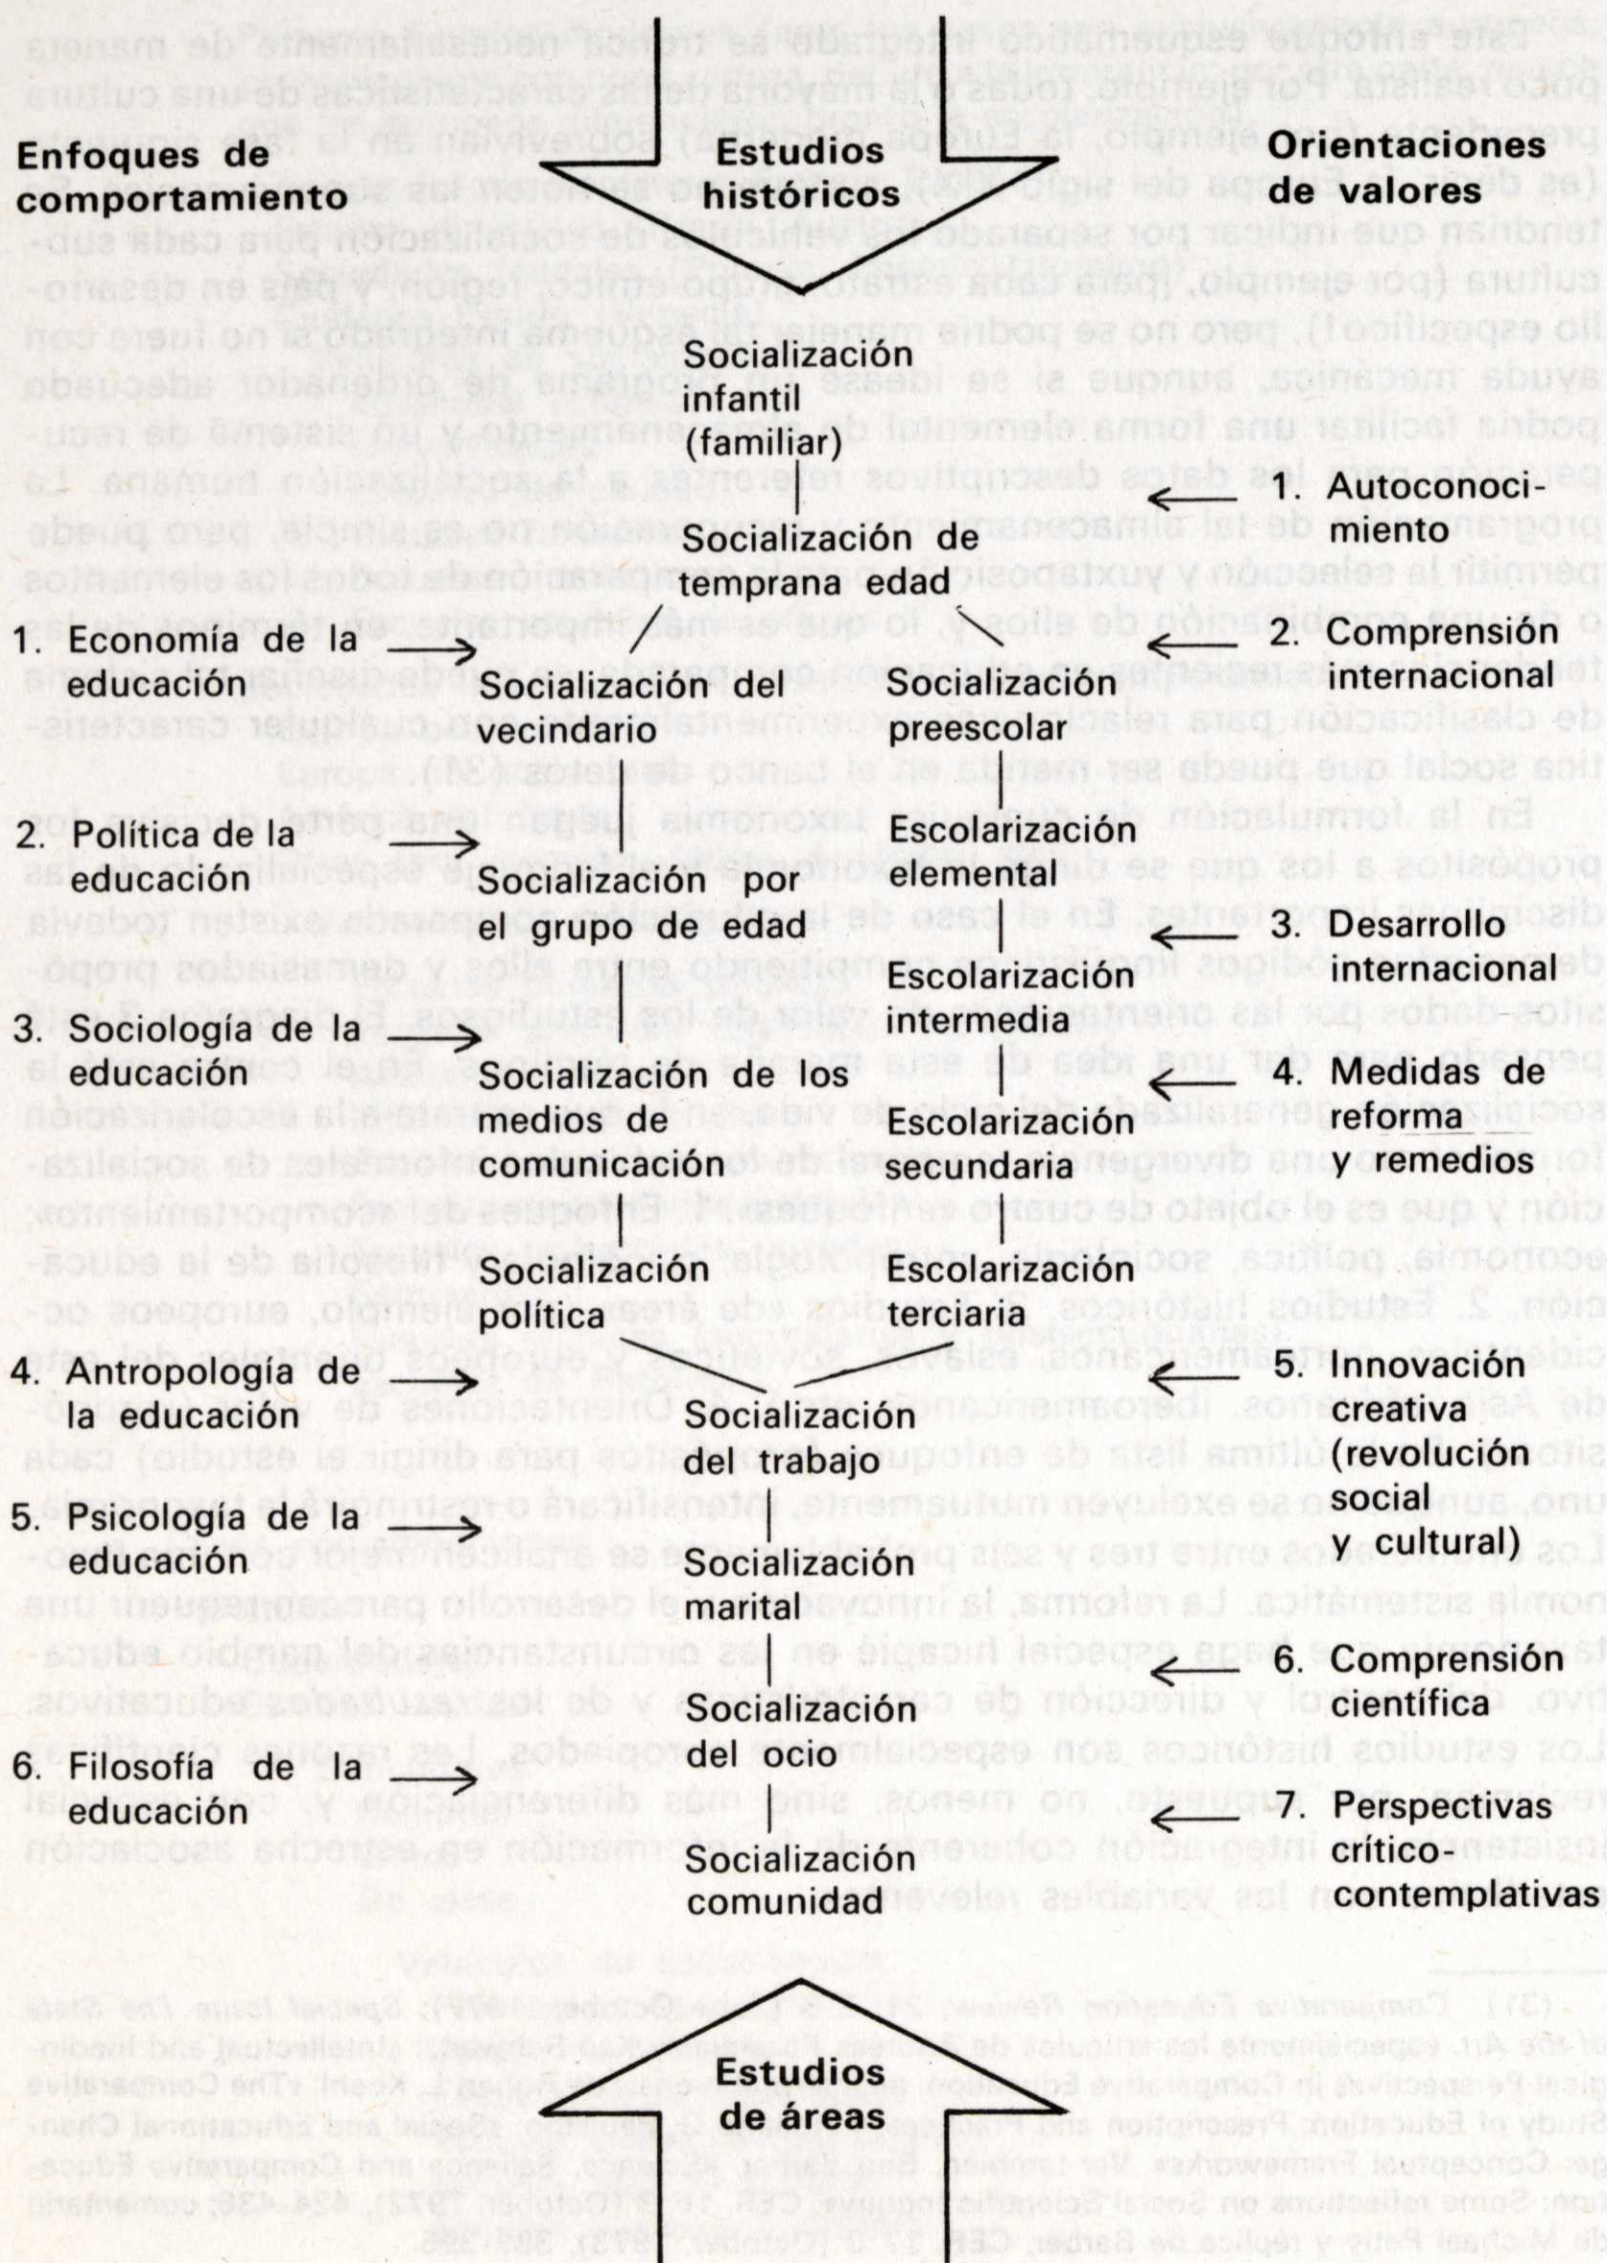 Estudios
históricos
Enfoques de
comportamiento
Orientaciones
de valores
Socialización
infantil
(familiar)
Socialización de
temprana edad
1. Economía de la
educación
2. Política de la
educación
3. Sociología de la
educación
4. Antropología de
la educación
5. Psicología de la
educación
6. Filosofía de la
educación
Socialización del
vecindario
Socialización por
el grupo de edad
Socialización de los
medios de
comunicación
Socialización
política
Socialización
preescolar
Escolarización
elemental
Escolarización
intermedia
Escolarización
secundaria
Escolarización
terciaria
Socialización
del trabajo
Socialización
marital
Socialización
del ocio
Socialización
comunidad
1. Autoconoci-
miento
2. Comprensión
internacional
3. Desarrollo
internacional
4. Medidas de
reforma
y remedios
5. Innovación
creativa
(revolución
social
y cultural)
6. Comprensión
científica
7. Perspectivas
crítico-
contemplativas
Estudios
de áreas